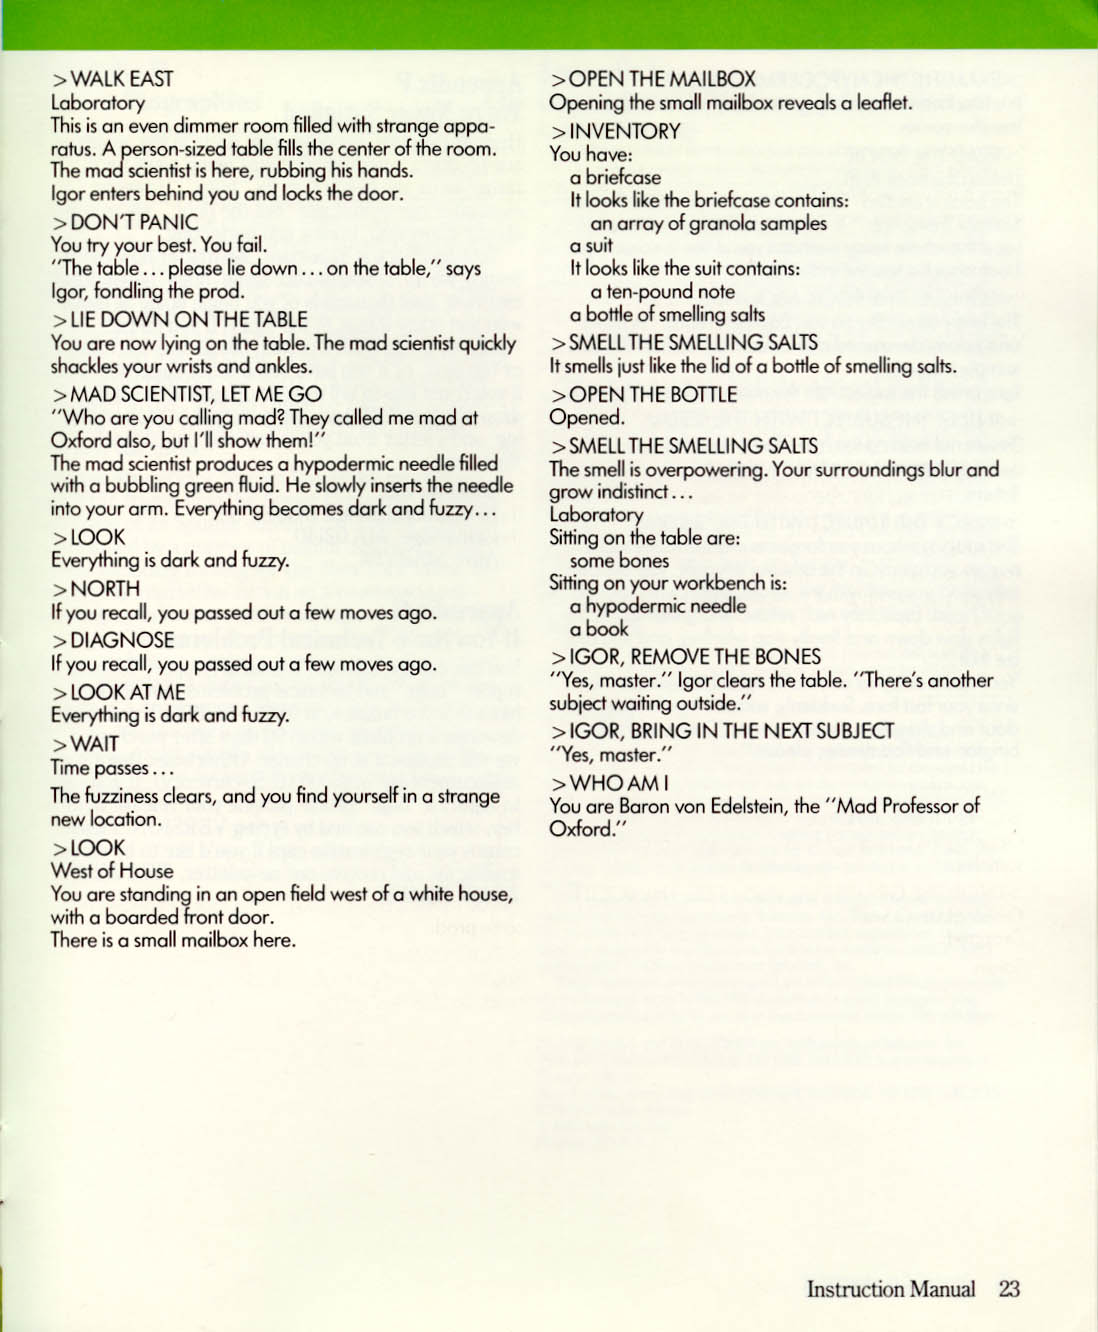 >WALK EAST
Laboratory
This is an even dimmer room filled with strange appa-
ratus. A person-sized table fills the center of the room.
The mad scientist is here, rubbing his hands.
Igor enters behind you and locks the door.
>DON'T PANIC
You try your best. You fail.
"The table . . . please lie down . . . on the table," says
Igor, fondling the prod.
>LIE DOWN ON THE TABLE
You are now lying on the table. The mad scientist quickly
shackles your wrists and ankles.
>MAD SCIENTIST, LET ME GO
"Who are you calling mad? They called me mad at
Oxford also, but I'll show them!"
The mad scientist produces a hypodermic needle filled
with a bubbling green fluid. He slowly inserts the needle
into your arm. Everything becomes dark and fuzzy. . .
>LOOK
Everything is dark and fuzzy.
>NORTH
If you recall, you passed out a few moves ago.
>DIAGNOSE
If you recall, you passed out a few moves ago.
>LOOK AT ME
Everything is dark and fuzzy.
>WAIT
Time passes . . .
The fuzziness clears, and you find yourself in a strange
new location.
>LOOK
West of House
You are standing in an open field west of a white house,
with a boarded front door.
There is a small mailbox here.
>OPEN THE MAILBOX
Opening the small mailbox reveals a leaflet.
>INVENTORY
You have:
a briefcase
It looks like the briefcase contains:
an array of granola samples
a suit
It looks like the suit contains:
a ten-pound note
a bottle of smelling salts
>SMELL THE SMELLING SALTS
It smells just like the lid of a bottle of smelling salts.
>OPEN THE BOTTLE
Opened.
>SMELL THE SMELLING SALTS
The smell is overpowering. Your surroundings blur and
grow indistinct . . .
Laboratory
Sitting on the table are:
some bones
Sitting on your workbench is:
a hypodermic needle
a book
>IGOR, REMOVE THE BONES
"Yes, master." Igor clears the table. "There's another
subject waiting outside."
>IGOR, BRING IN THE NEXT SUBJECT
"Yes, master."
>WHO AM I
You are Baron von Edelstein, the "Mad Professor of
Oxford."
Instruction Manual 23